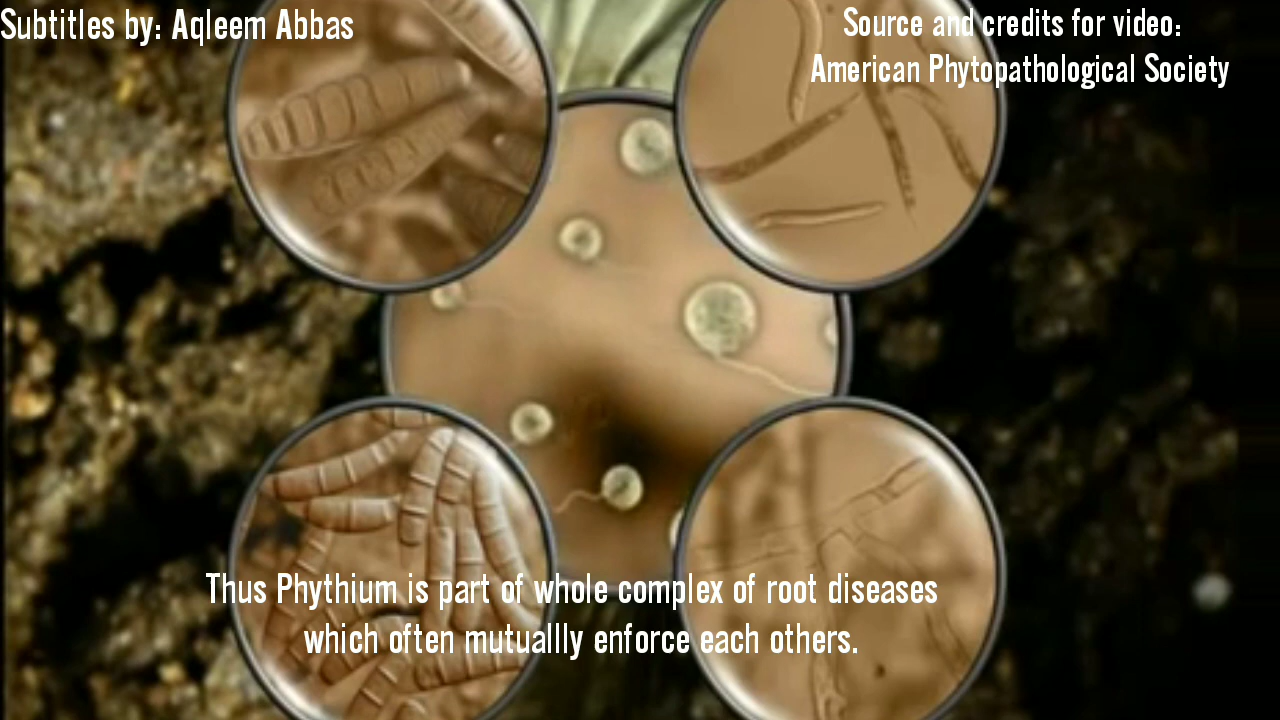 Subtitles by: Aqleem Abbas
Source and credits for video:
American Phytopathological Society
Thus Phythium is part of whole complex of root diseases
which often mutuallly enforce each others.